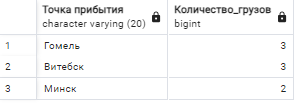 Точка прибытия Количество_грузов
character varying (20) bigint
1 Гомель 3
2 Витебск 3
3 Минск 2